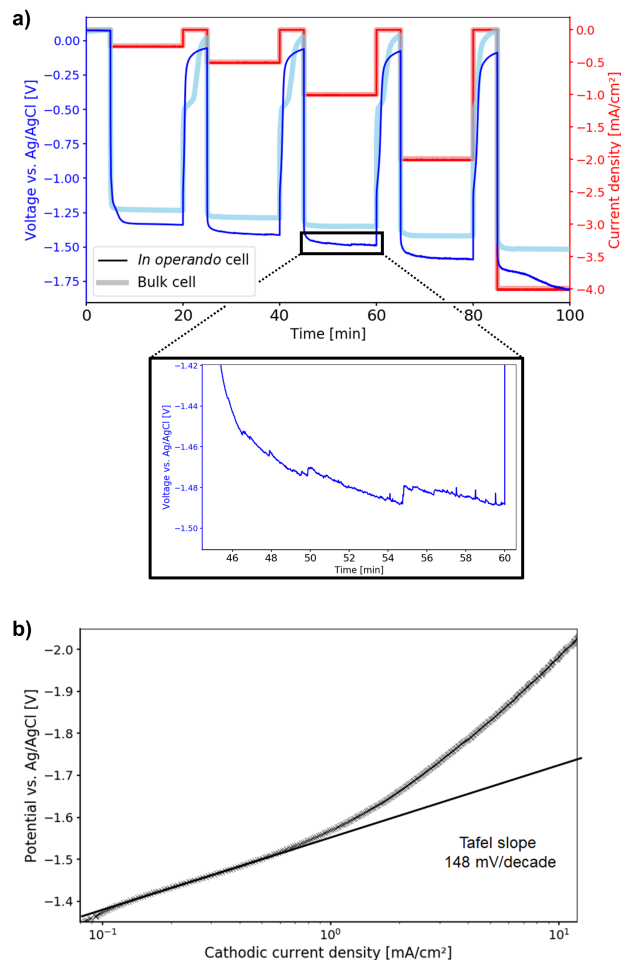 a)
0.00
−0.25
−0.50
−0.75
−1.00
−1.25
−1.50
−1.75
Voltage vs. Ag/AgCl [V]
0.0
−0.5
−1.0
−1.5
−2.0
−2.5
−3.0
−3.5
−4.0
Current density [mA/cm²]
In operando cell
Bulk cell
0 20 40 60 80 100
Time [min]
−1.42
−1.44
−1.46
−1.48
−1.50
Voltage vs. Ag/AgCl [V]
46 48 50 52 54 56 58 60
Time [min]
b)
−2.0
−1.9
−1.8
−1.7
−1.6
−1.5
−1.4
Potential vs. Ag/AgCl [V]
Tafel slope
148 mV/decade
10⁻¹ 10⁰ 10¹
Cathodic current density [mA/cm²]